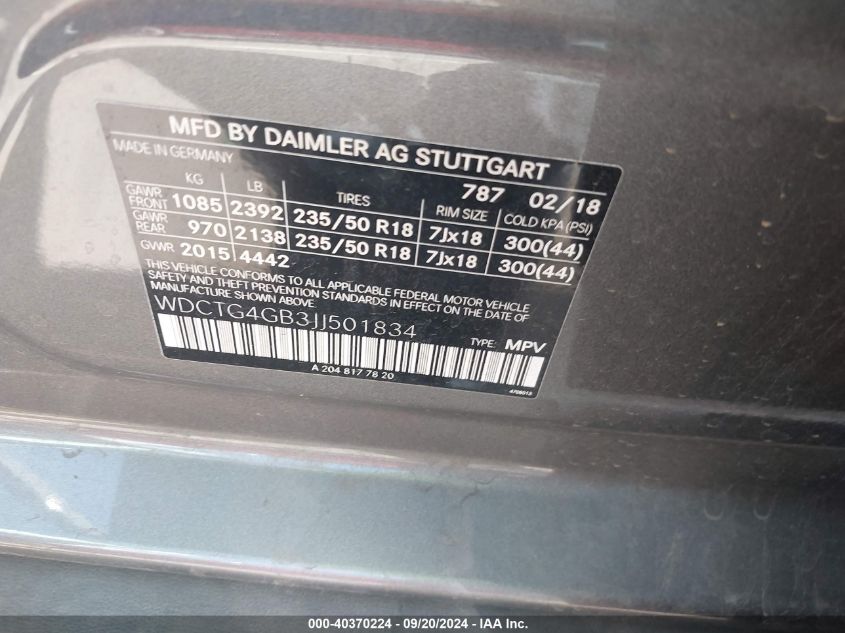 MFD BY DAIMLER AG STUTTGART
MADE IN GERMANY 787 02/18
KG LB TIRES RIM SIZE COLD KPA (PSI)
GAWR FRONT 1085 2392 235/50 R18 7Jx18 300(44)
GAWR REAR 970 2138 235/50 R18 7Jx18 300(44)
GVWR 2015 4442
THIS VEHICLE CONFORMS TO ALL APPLICABLE FEDERAL MOTOR VEHICLE
SAFETY AND THEFT PREVENTION STANDARDS IN EFFECT ON THE DATE OF
MANUFACTURE SHOWN ABOVE.
WDCTG4GB3JJ501834
TYPE: MPV
A 204 817 78 20
000-40370224 - 09/20/2024 - IAA Inc.